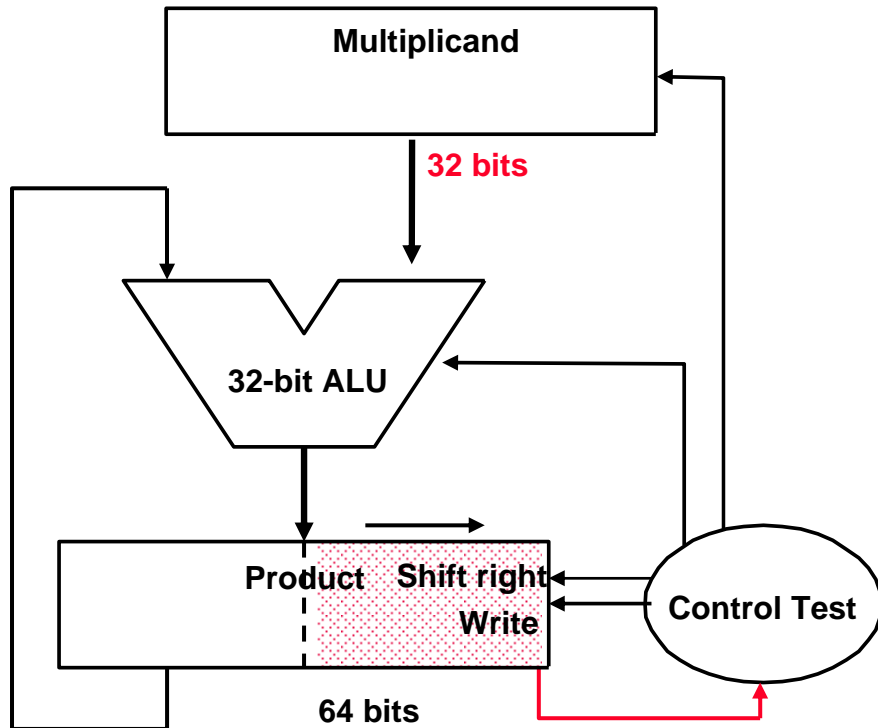 Multiplicand
32 bits
32-bit ALU
Product
Shift right
Write
Control Test
64 bits